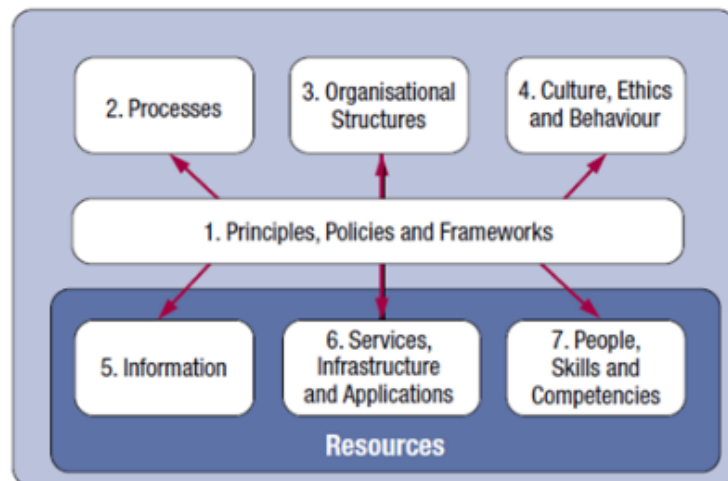 2. Processes
3. Organisational
Structures
4. Culture, Ethics
and Behaviour
1. Principles, Policies and Frameworks
5. Information
6. Services,
Infrastructure
and Applications
7. People,
Skills and
Competencies
Resources